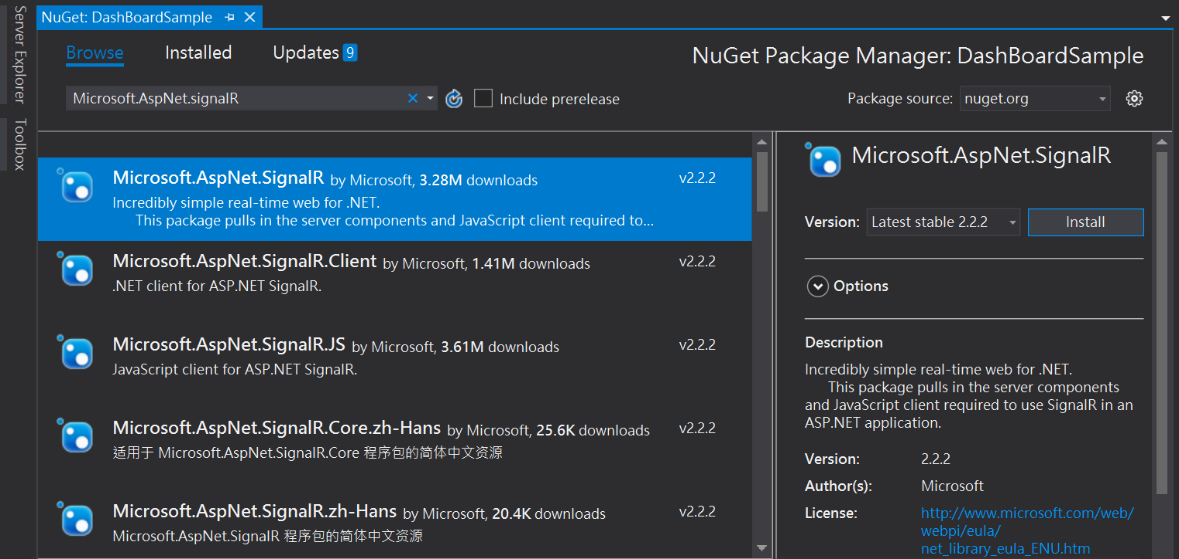 NuGet: DashBoardSample
Server Explorer
Toolbox
Browse
Installed
Updates 9
NuGet Package Manager: DashBoardSample
Microsoft.AspNet.signalR
Include prerelease
Package source: nuget.org
Microsoft.AspNet.SignalR by Microsoft, 3.28M downloads v2.2.2
Incredibly simple real-time web for .NET.
This package pulls in the server components and JavaScript client required to...
Microsoft.AspNet.SignalR.Client by Microsoft, 1.41M downloads v2.2.2
.NET client for ASP.NET SignalR.
Microsoft.AspNet.SignalR.JS by Microsoft, 3.61M downloads v2.2.2
JavaScript client for ASP.NET SignalR.
Microsoft.AspNet.SignalR.Core.zh-Hans by Microsoft, 25.6K downloads v2.2.2
适用于 Microsoft.AspNet.SignalR.Core 程序包的简体中文资源
Microsoft.AspNet.SignalR.zh-Hans by Microsoft, 20.4K downloads v2.2.2
Microsoft.AspNet.SignalR 程序包的简体中文资源
Microsoft.AspNet.SignalR
Version: Latest stable 2.2.2 Install
Options
Description
Incredibly simple real-time web for .NET.
This package pulls in the server components
and JavaScript client required to use SignalR in an
ASP.NET application.
Version: 2.2.2
Author(s): Microsoft
License: http://www.microsoft.com/web/
webpi/eula/
net_library_eula_ENU.htm